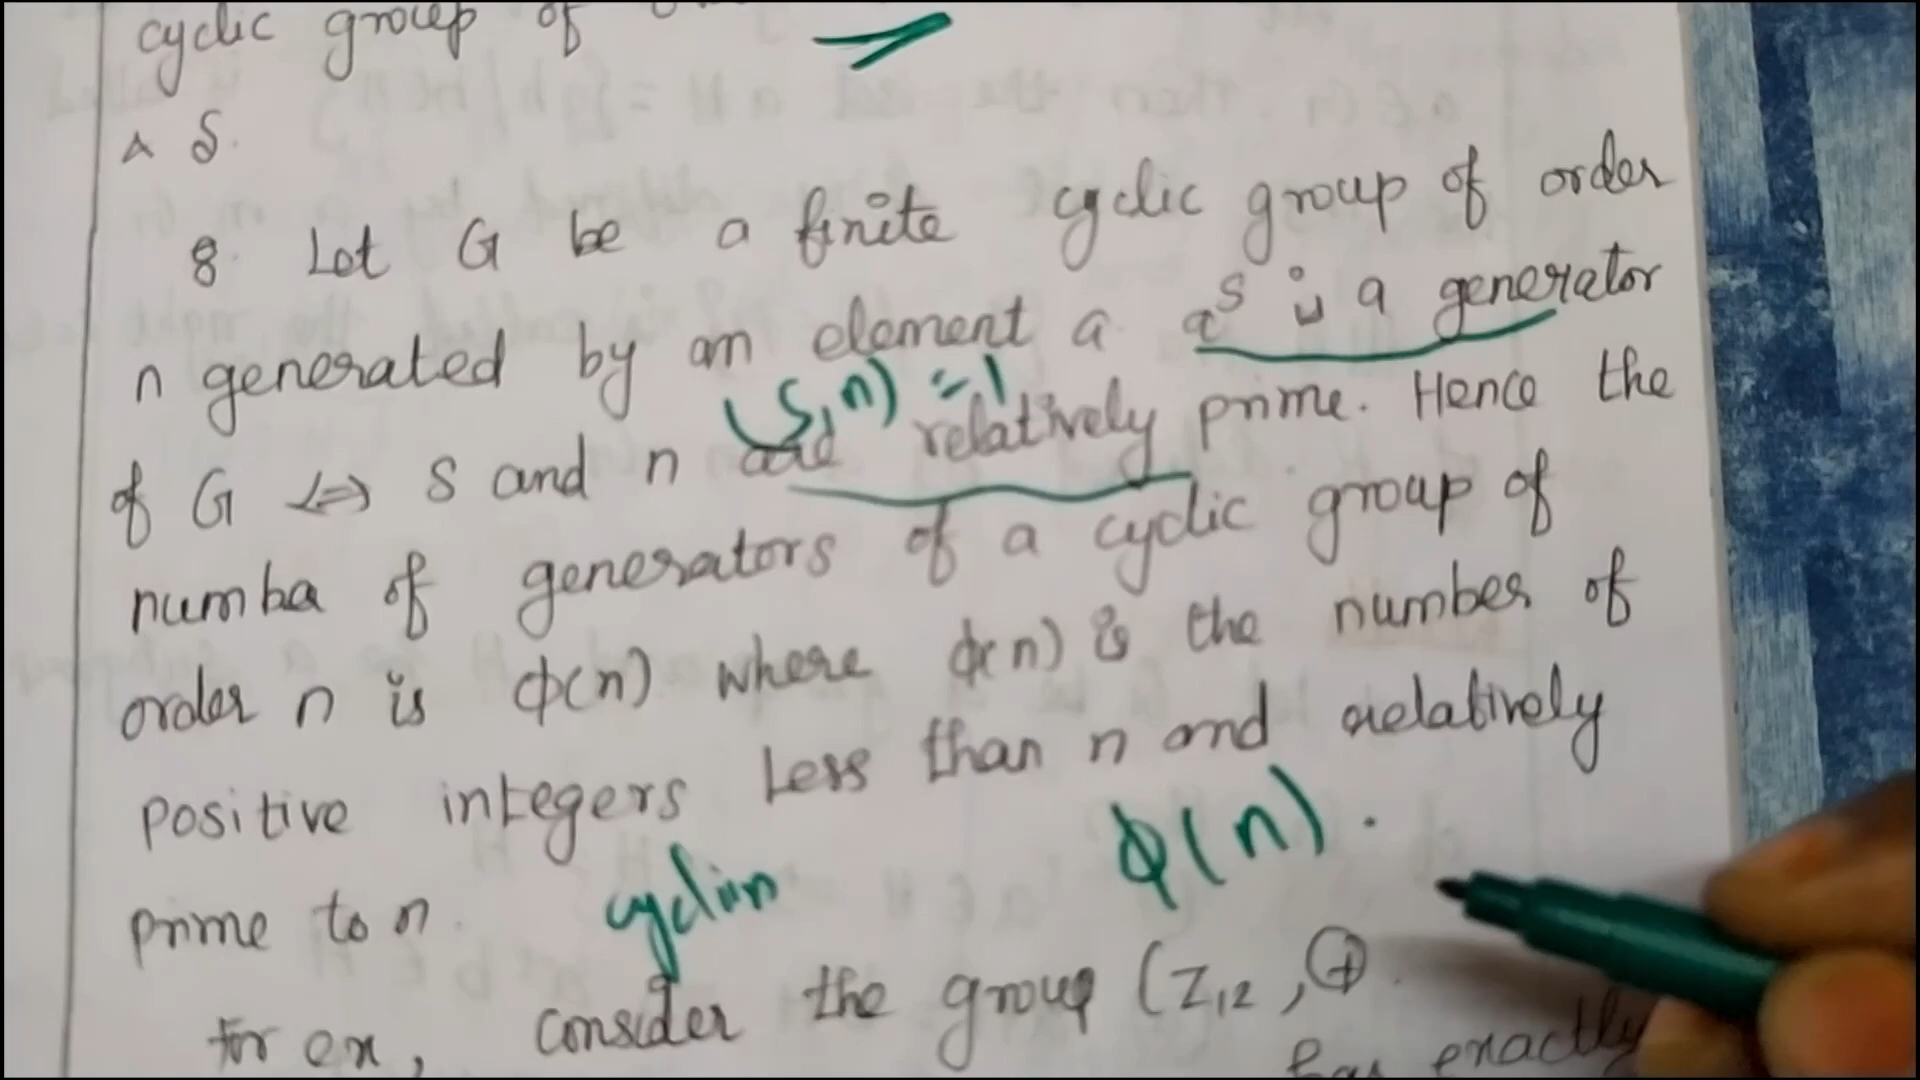 cyclic group of
8. Let G be a finite cyclic group of order
n generated by an element a. a^s is a generator
(s,n) = 1
of G <=> s and n are relatively prime. Hence the
numba of generators of a cyclic group of
order n is ϕ(n) where ϕ(n) is the number of
positive integers less than n and relatively
ϕ(n).
prime to n.
for ex, consider the group (Z12, ⊕
has exactly